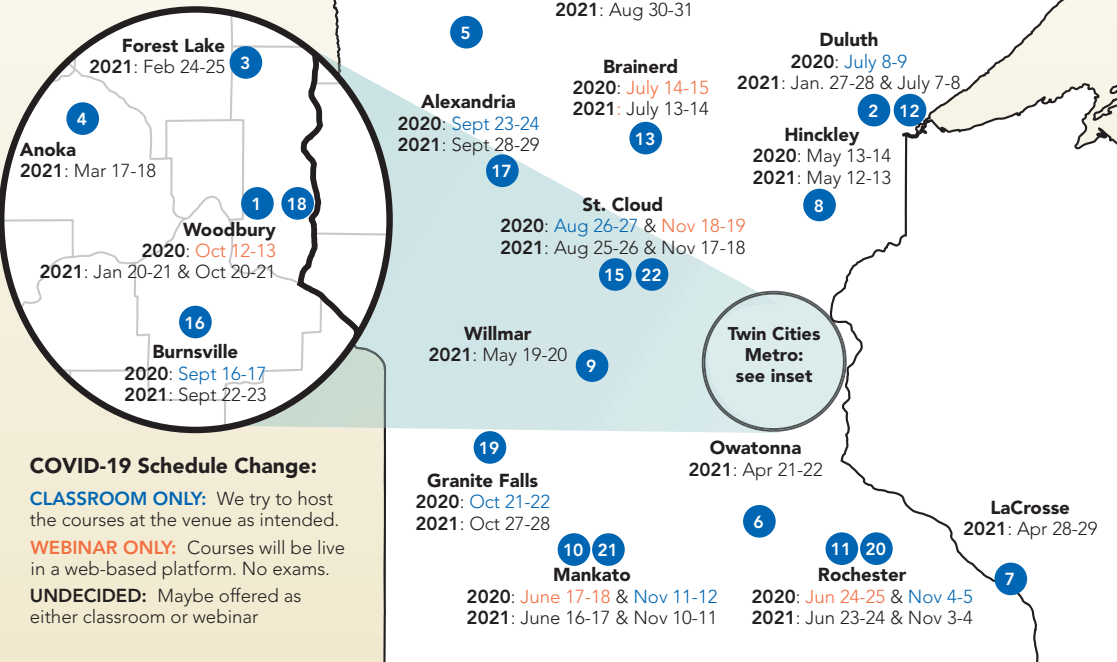 2021: Aug 30-31
5
Forest Lake
2021: Feb 24-25
3
4
Anoka
2021: Mar 17-18
1 18
Woodbury
2020: Oct 12-13
2021: Jan 20-21 & Oct 20-21
16
Burnsville
2020: Sept 16-17
2021: Sept 22-23
Alexandria
2020: Sept 23-24
2021: Sept 28-29
17
Brainerd
2020: July 14-15
2021: July 13-14
13
Duluth
2020: July 8-9
2021: Jan. 27-28 & July 7-8
2 12
Hinckley
2020: May 13-14
2021: May 12-13
8
St. Cloud
2020: Aug 26-27 & Nov 18-19
2021: Aug 25-26 & Nov 17-18
15 22
Willmar
2021: May 19-20
9
Twin Cities
Metro:
see inset
COVID-19 Schedule Change:
CLASSROOM ONLY: We try to host
the courses at the venue as intended.
WEBINAR ONLY: Courses will be live
in a web-based platform. No exams.
UNDECIDED: Maybe offered as
either classroom or webinar
19
Granite Falls
2020: Oct 21-22
2021: Oct 27-28
Owatonna
2021: Apr 21-22
6
10 21
Mankato
2020: June 17-18 & Nov 11-12
2021: June 16-17 & Nov 10-11
11 20
Rochester
2020: Jun 24-25 & Nov 4-5
2021: Jun 23-24 & Nov 3-4
LaCrosse
2021: Apr 28-29
7